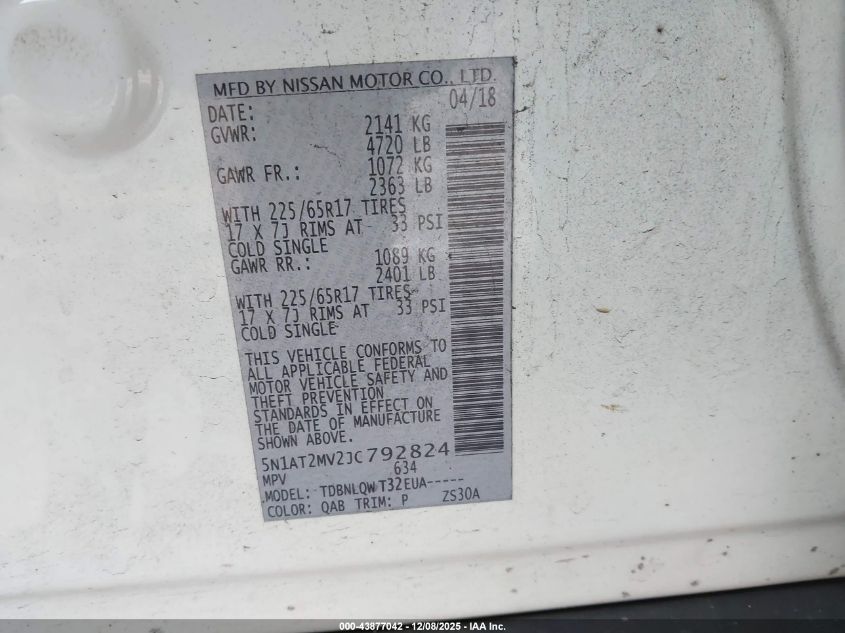 MFD BY NISSAN MOTOR CO., LTD.
DATE: 04/18
GVWR: 2141 KG
4720 LB
GAWR FR.: 1072 KG
2363 LB
WITH 225/65R17 TIRES
17 X 7J RIMS AT 33 PSI
COLD SINGLE
GAWR RR.: 1089 KG
2401 LB
WITH 225/65R17 TIRES
17 X 7J RIMS AT 33 PSI
COLD SINGLE
THIS VEHICLE CONFORMS TO
ALL APPLICABLE FEDERAL
MOTOR VEHICLE SAFETY AND
THEFT PREVENTION
STANDARDS IN EFFECT ON
THE DATE OF MANUFACTURE
SHOWN ABOVE.
5N1AT2MV2JC792824
MPV 634
MODEL: TDBNLQW T32EUA-----
COLOR: QAB TRIM: P ZS30A
000-43877042 • 12/08/2025 • IAA Inc.